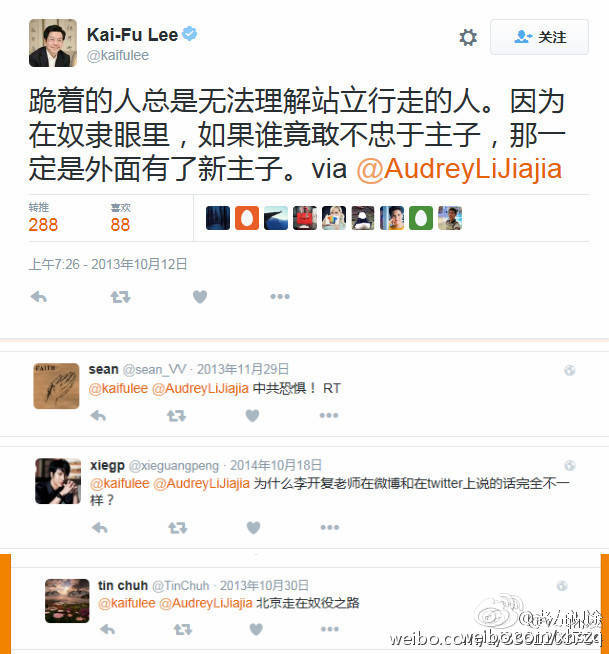 Kai-Fu Lee
@kaifulee
关注
跪着的人总是无法理解站立行走的人。因为
在奴隶眼里，如果谁竟敢不忠于主子，那一
定是外面有了新主子。via @AudreyLiJiajia
转推 喜欢
288 88
上午7:26 - 2013年10月12日
FAITH
sean @sean_VV · 2013年11月29日
@kaifulee @AudreyLiJiajia 中共恐惧！ RT
xiegp @xieguangpeng · 2014年10月18日
@kaifulee @AudreyLiJiajia 为什么李开复老师在微博和在twitter上说的话完全不一
样？
tin chuh @TinChuh · 2013年10月30日
@kaifulee @AudreyLiJiajia 北京走在奴役之路